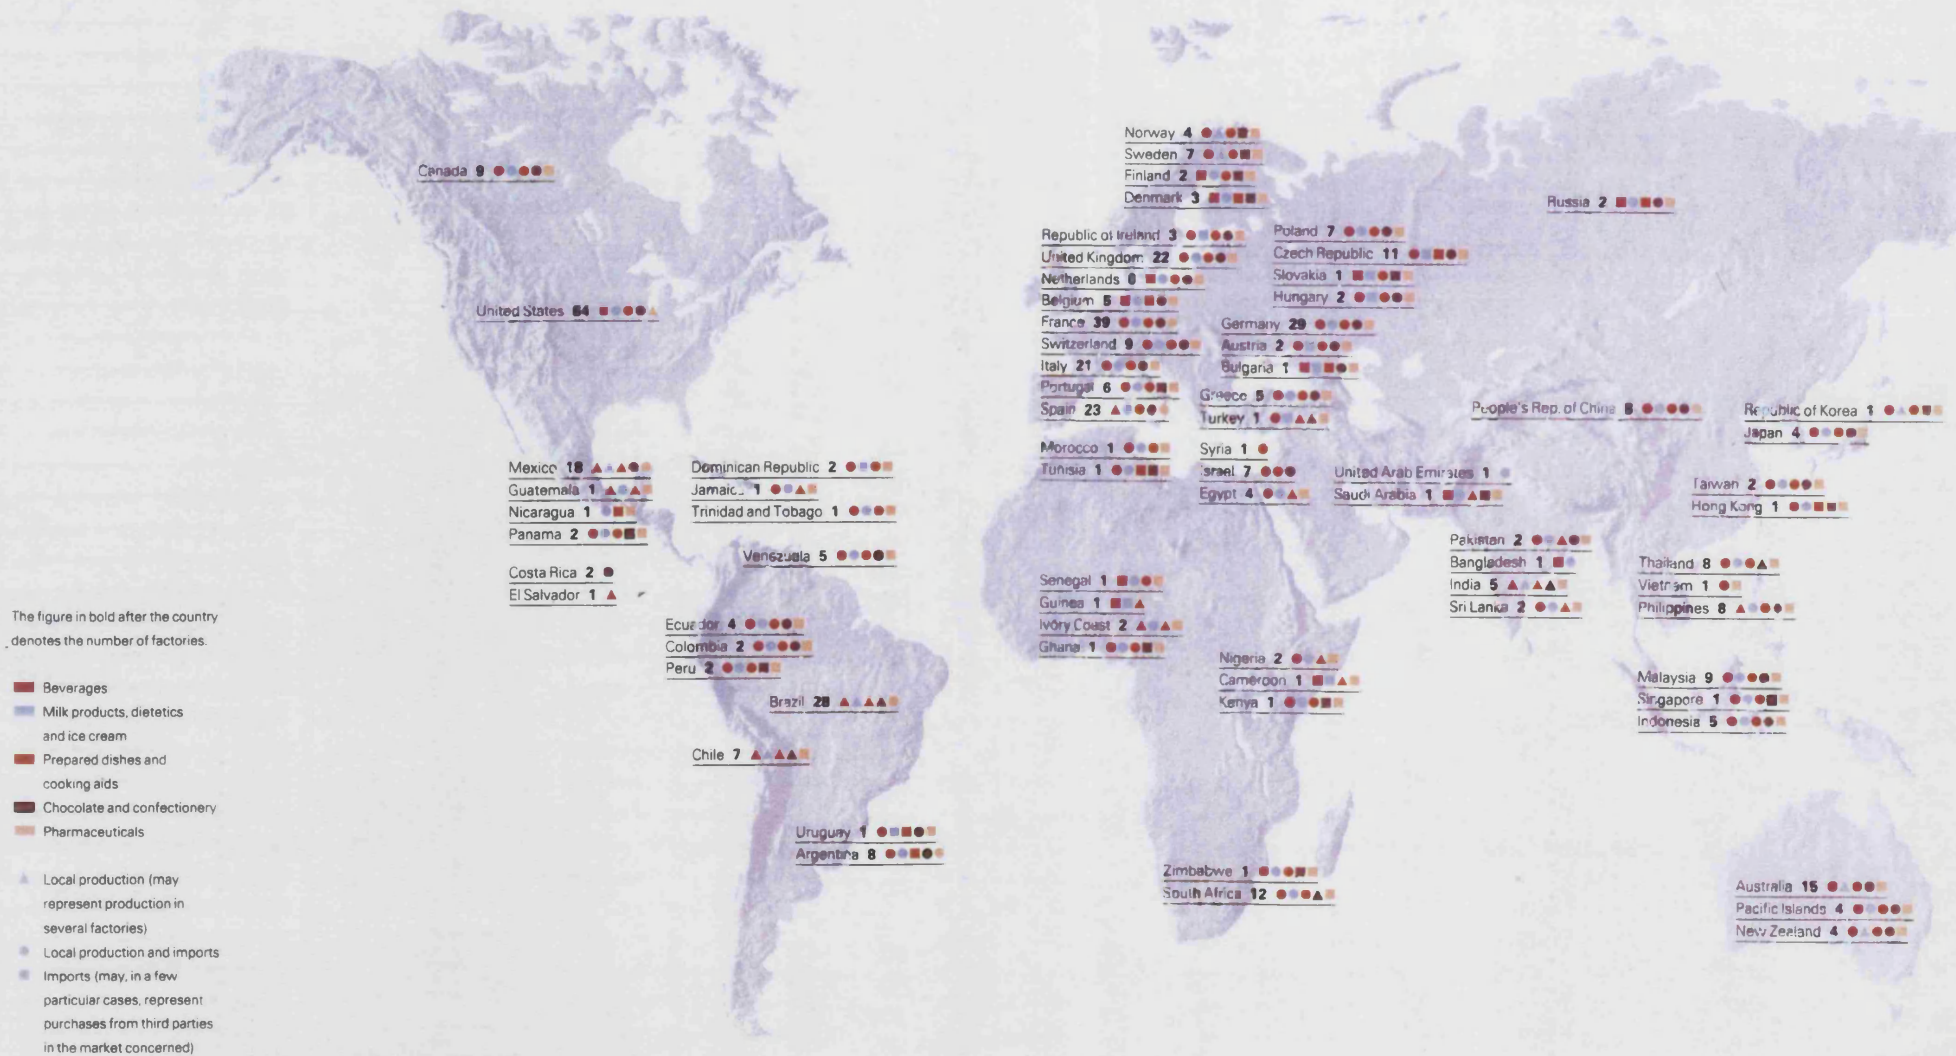 Canada 9
United States 64
Mexico 18
Guatemala 1
Nicaragua 1
Panama 2
Costa Rica 2
El Salvador 1
Dominican Republic 2
Jamaica 1
Trinidad and Tobago 1
Venezuela 5
Ecuador 4
Colombia 2
Peru 2
Brazil 28
Chile 7
Uruguay 1
Argentina 8
Norway 4
Sweden 7
Finland 2
Denmark 3
Republic of Ireland 3
United Kingdom 22
Netherlands
Belgium 5
France 39
Switzerland 9
Italy 21
Portugal 6
Spain 23
Poland 7
Czech Republic 11
Slovakia 1
Hungary 2
Germany 29
Austria 2
Bulgaria 1
Greece 5
Turkey 1
Russia 2
Morocco 1
Tunisia 1
Syria 1
Israel 7
Egypt 4
United Arab Emirates 1
Saudi Arabia 1
People's Rep. of China
Republic of Korea 1
Japan 4
Taiwan 2
Hong Kong 1
Pakistan 2
Bangladesh 1
India 5
Sri Lanka 2
Thailand 8
Vietnam 1
Philippines 8
Malaysia 9
Singapore 1
Indonesia 5
Senegal 1
Guinea 1
Ivory Coast 2
Ghana 1
Nigeria 2
Cameroon 1
Kenya 1
Zimbabwe 1
South Africa 12
Australia 15
Pacific Islands 4
New Zealand 4
The figure in bold after the country
denotes the number of factories.
Beverages
Milk products, dietetics
and ice cream
Prepared dishes and
cooking aids
Chocolate and confectionery
Pharmaceuticals
Local production (may
represent production in
several factories)
Local production and imports
Imports (may, in a few
particular cases, represent
purchases from third parties
in the market concerned)